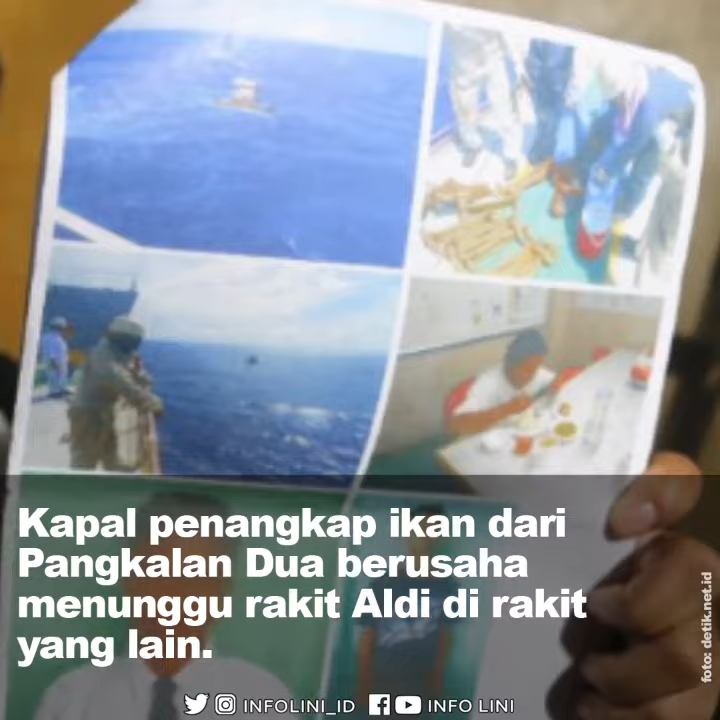 Kapal penangkap ikan dari
Pangkalan Dua berusaha
menunggu rakit Aldi di rakit
yang lain.
foto: detik.net.id
INFOLINI_ID INFO LINI